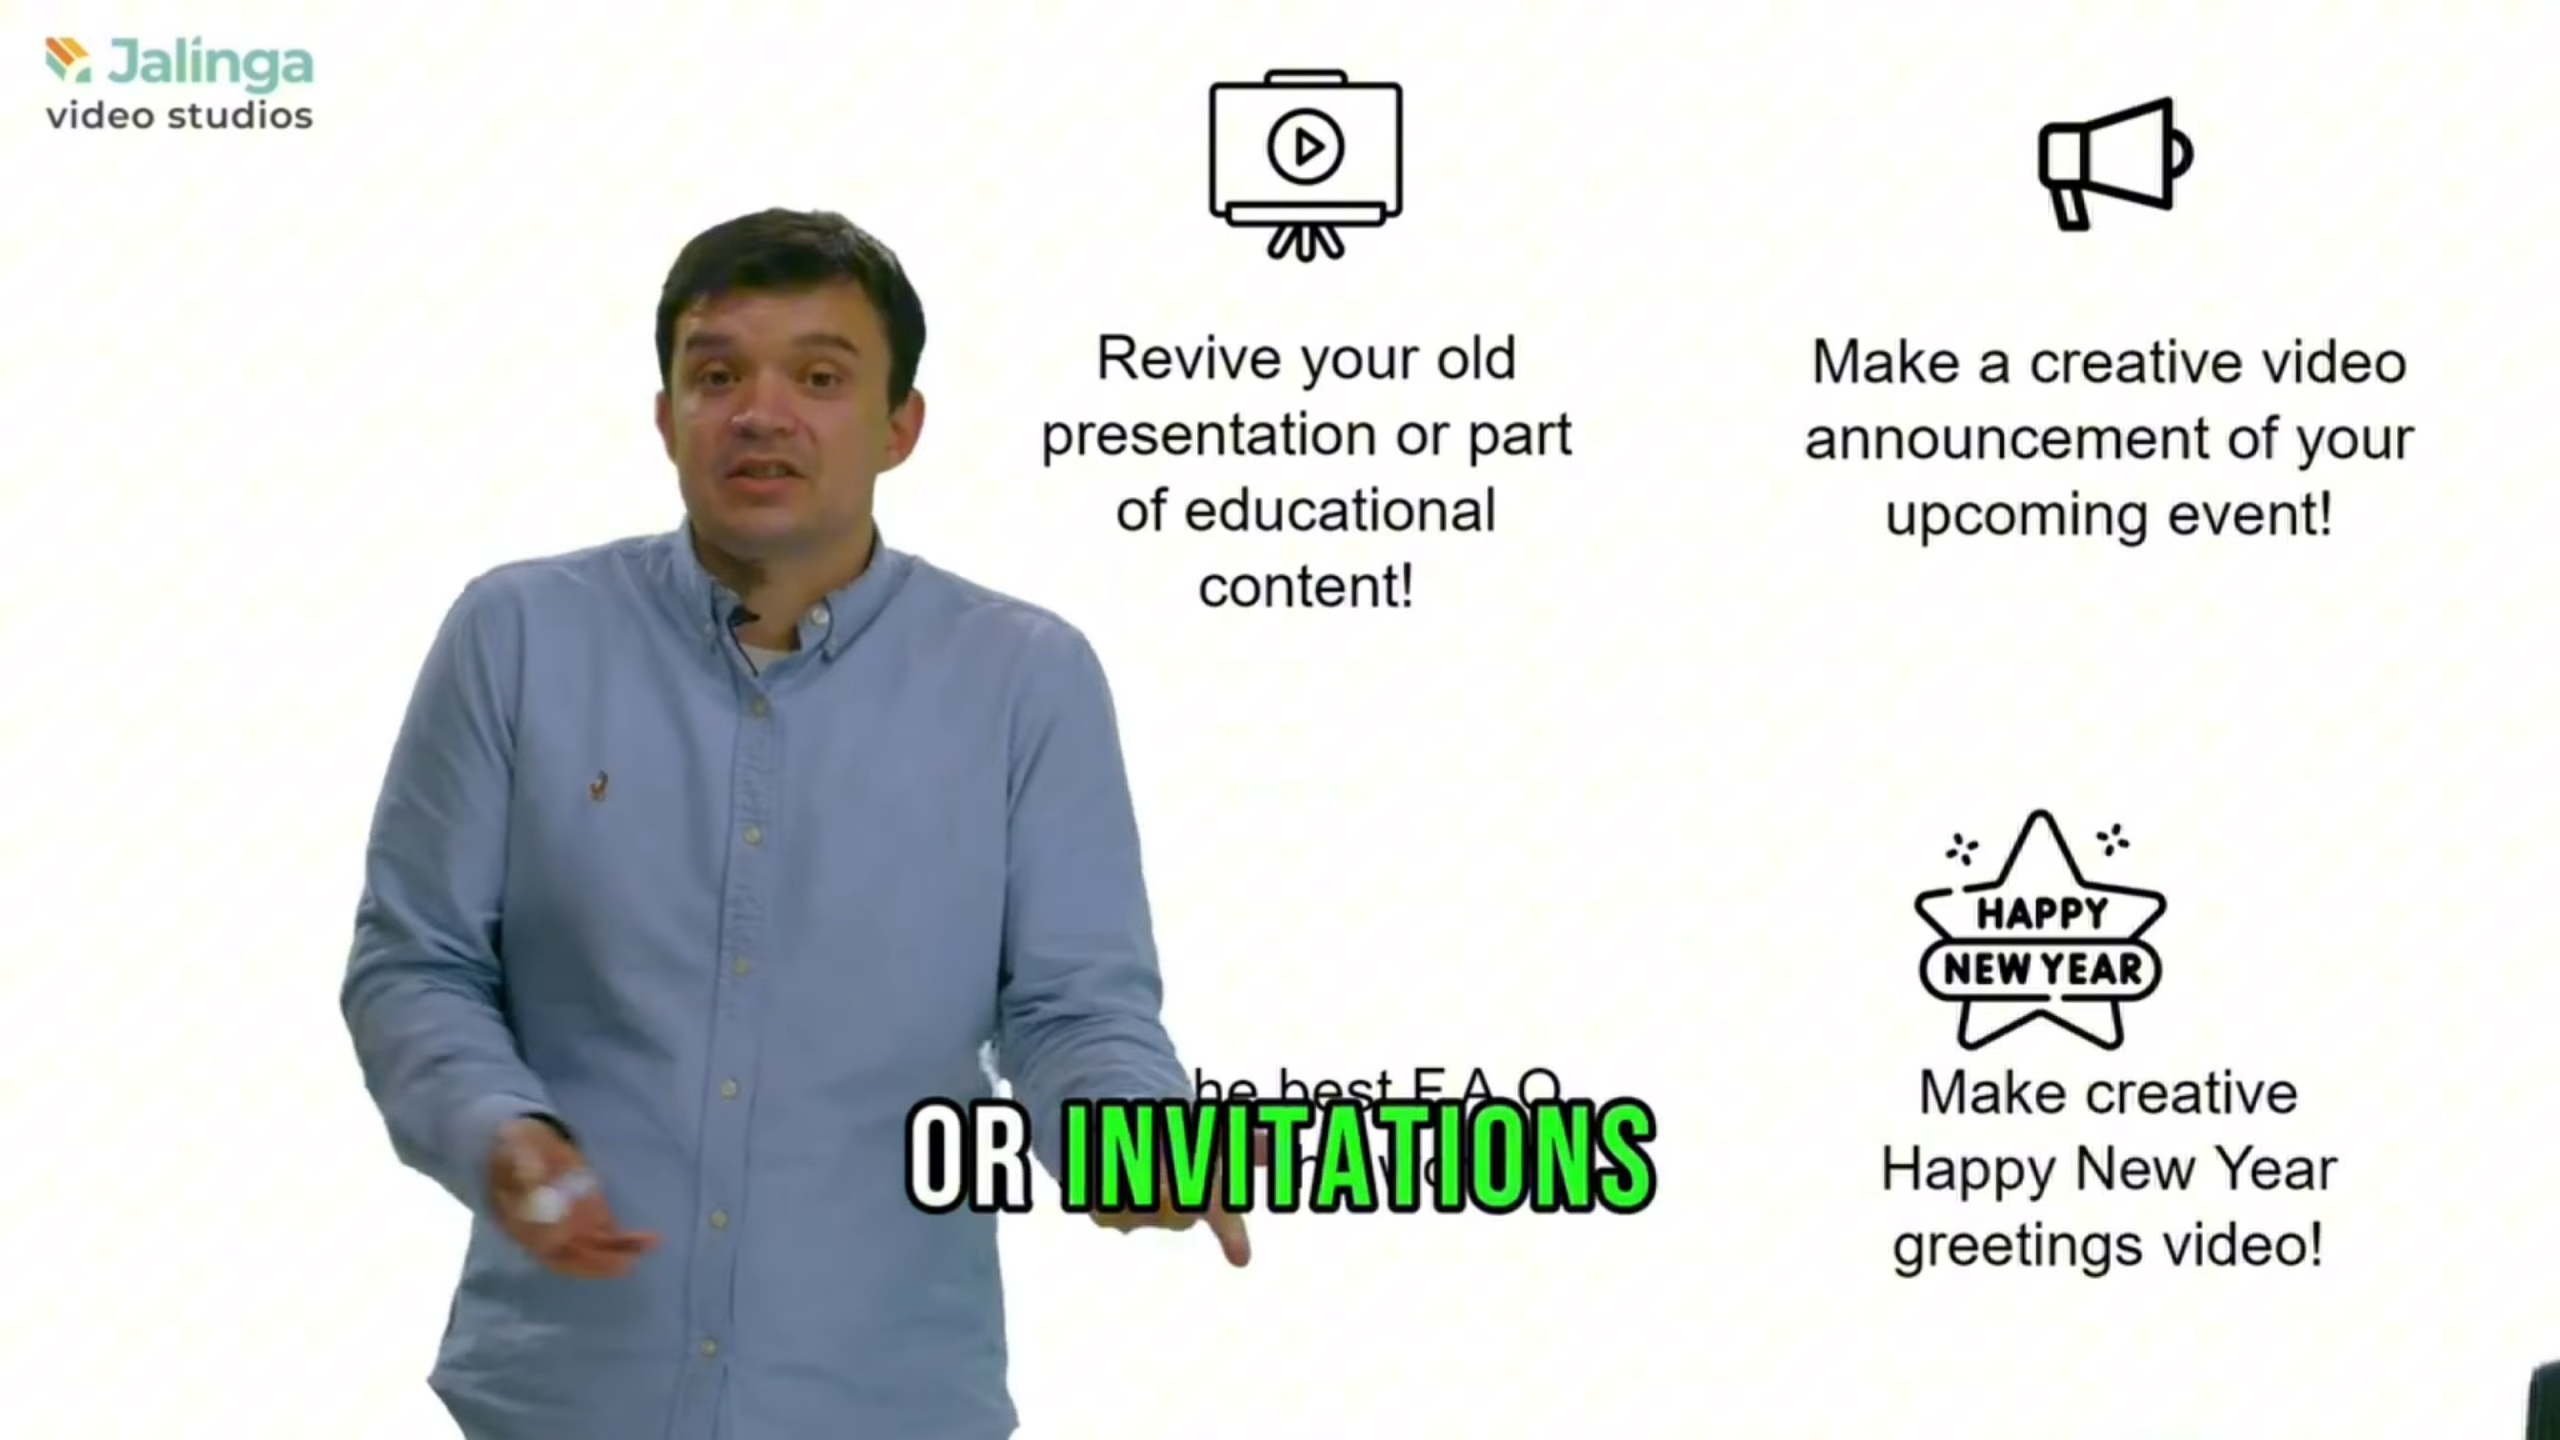 Jalinga
video studios
Revive your old
presentation or part
of educational
content!
Make a creative video
announcement of your
upcoming event!
HAPPY
NEW YEAR
best F.A.Q.
OR INVITATIONS
Make creative
Happy New Year
greetings video!